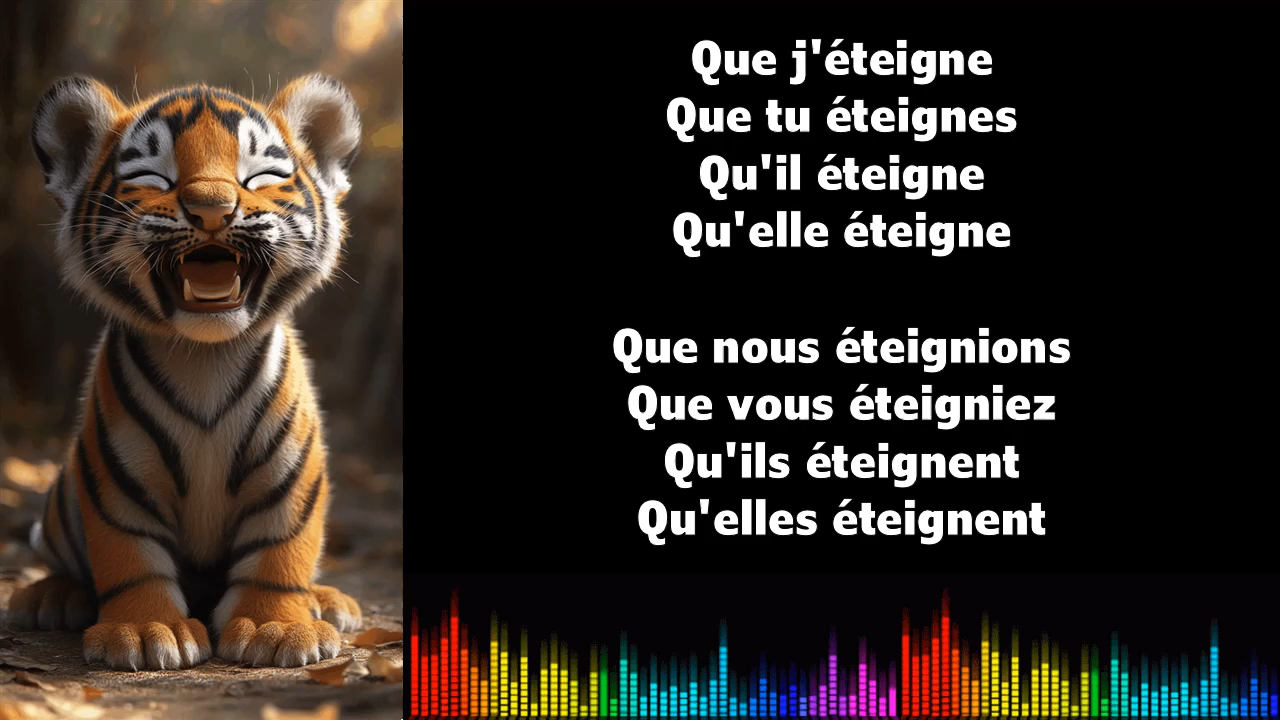 Que j'éteigne
Que tu éteignes
Qu'il éteigne
Qu'elle éteigne
Que nous éteignions
Que vous éteigniez
Qu'ils éteignent
Qu'elles éteignent